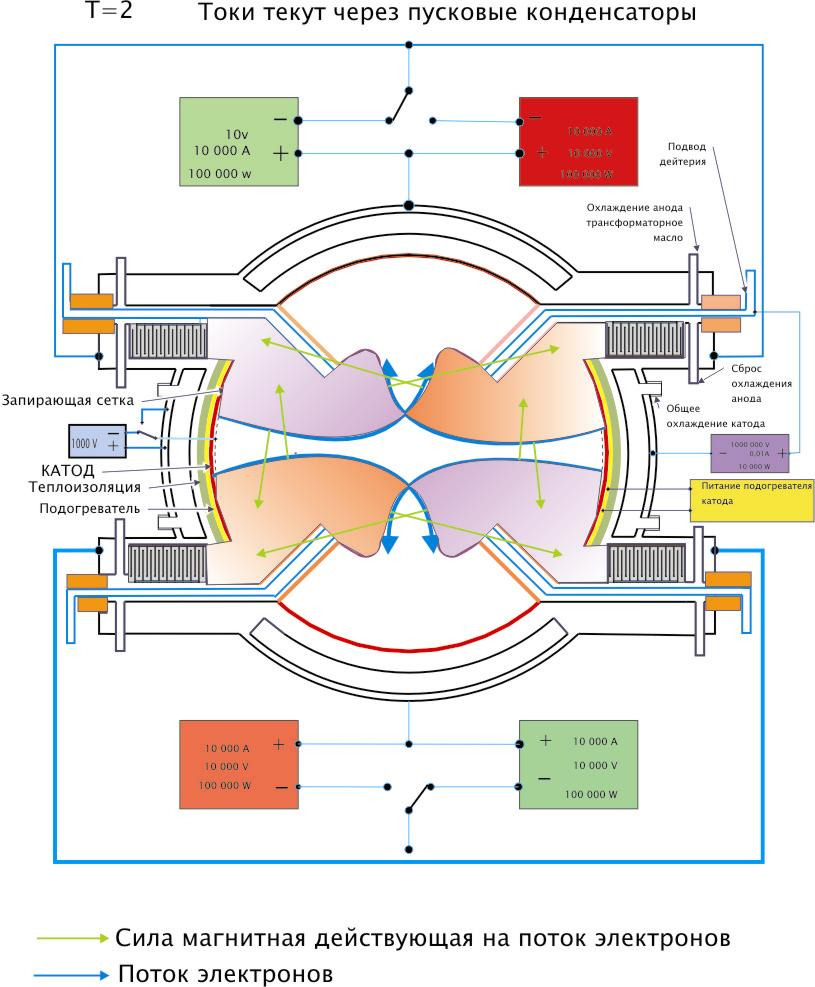 T=2 Токи текут через пусковые конденсаторы
10v
10 000 A
100 000 w
−
+
−
+
10 000 A
10 000 V
100 000 W
Подвод
дейтерия
Охлаждение анода
трансформаторное
масло
Сброс
охлаждения
анода
Общее
охлаждение катода
Запирающая сетка
1000 V
−
+
КАТОД
Теплоизоляция
Подогреватель
1000 000 V
− 0.01A +
10 000 W
Питание подогревателя
катода
10 000 A
10 000 V
100 000 W
+
−
+
−
10 000 A
10 000 V
100 000 W
Сила магнитная действующая на поток электронов
Поток электронов